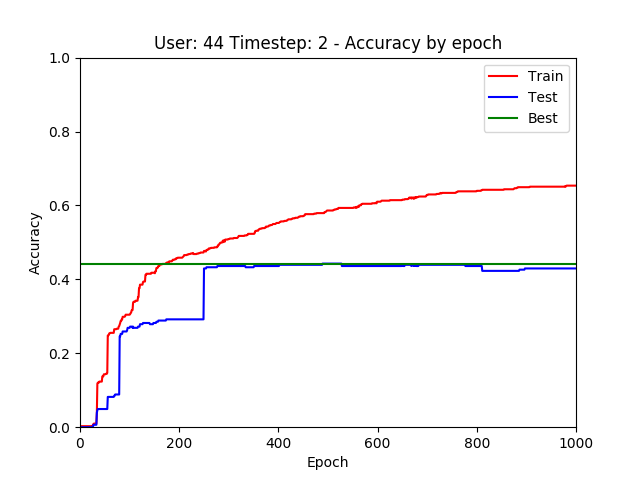 User: 44 Timestep: 2 - Accuracy by epoch
1.0
0.8
0.6
0.4
0.2
0.0
Accuracy
0 200 400 600 800 1000
Epoch
Train
Test
Best